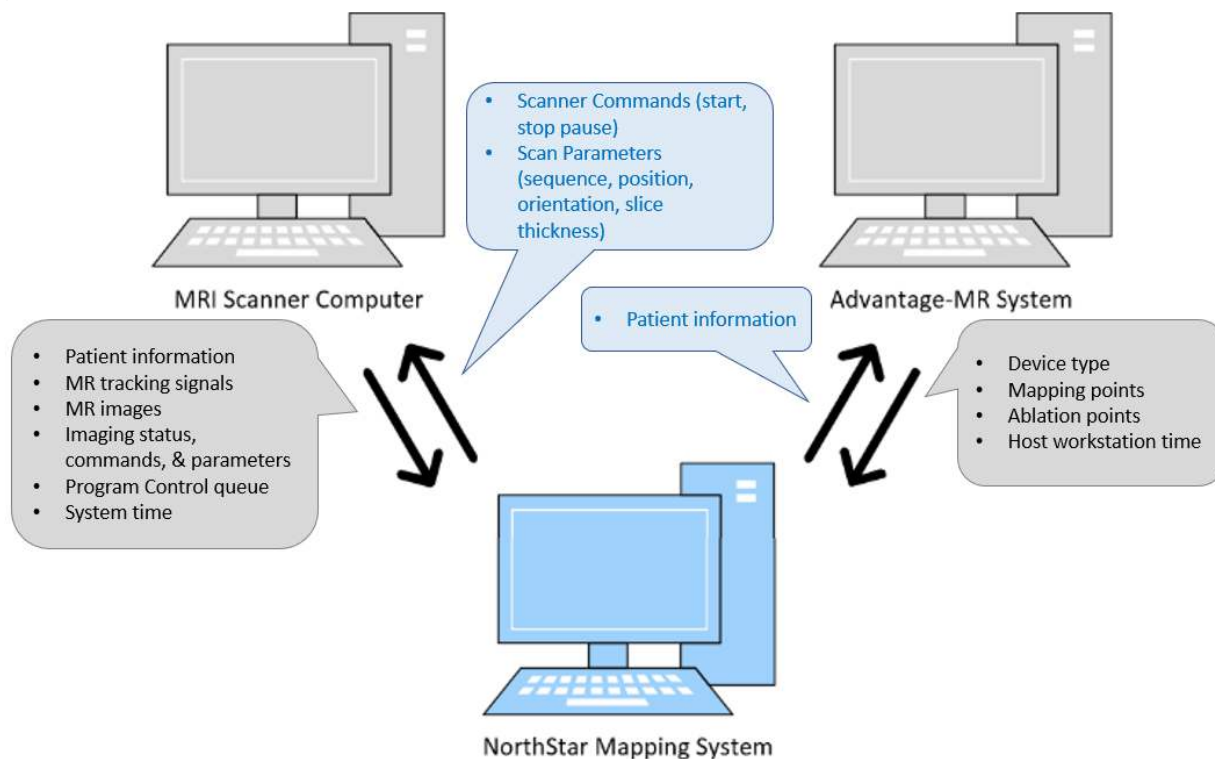 • Scanner Commands (start,
stop pause)
• Scan Parameters
(sequence, position,
orientation, slice
thickness)
MRI Scanner Computer
Advantage-MR System
• Patient information
• Patient information
• MR tracking signals
• MR images
• Imaging status,
commands, & parameters
• Program Control queue
• System time
• Device type
• Mapping points
• Ablation points
• Host workstation time
NorthStar Mapping System